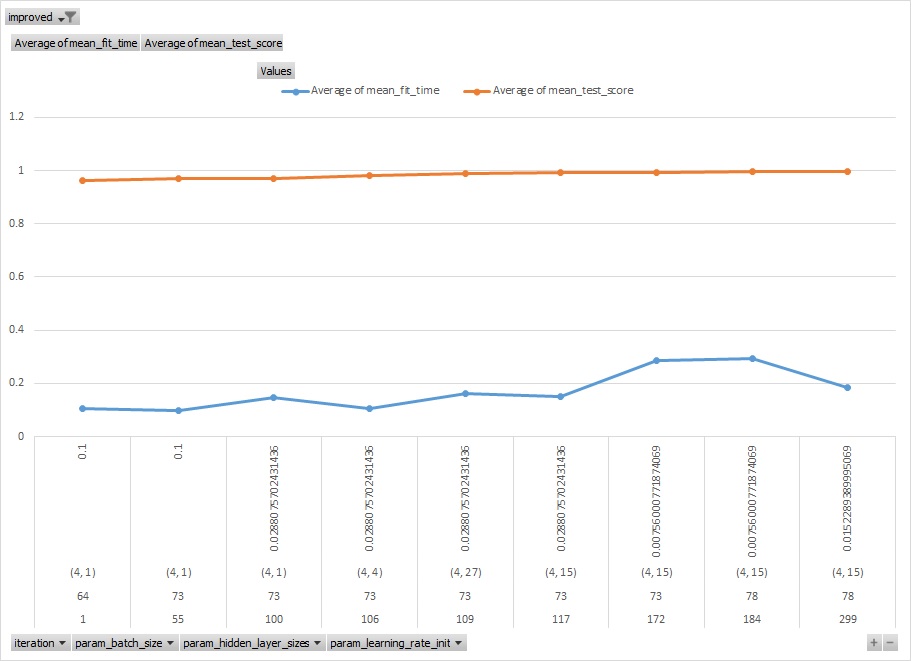 improved
Average of mean_fit_time Average of mean_test_score
Values
Average of mean_fit_time Average of mean_test_score
1.2
1
0.8
0.6
0.4
0.2
0
0.1 0.1 0.0288075702431436 0.0288075702431436 0.0288075702431436 0.0288075702431436 0.00756000771874069 0.00756000771874069 0.0152289389995069
(4, 1) (4, 1) (4, 1) (4, 4) (4, 27) (4, 15) (4, 15) (4, 15) (4, 15)
64 73 73 73 73 73 73 78 78
1 55 100 106 109 117 172 184 299
iteration param_batch_size param_hidden_layer_sizes param_learning_rate_init + −